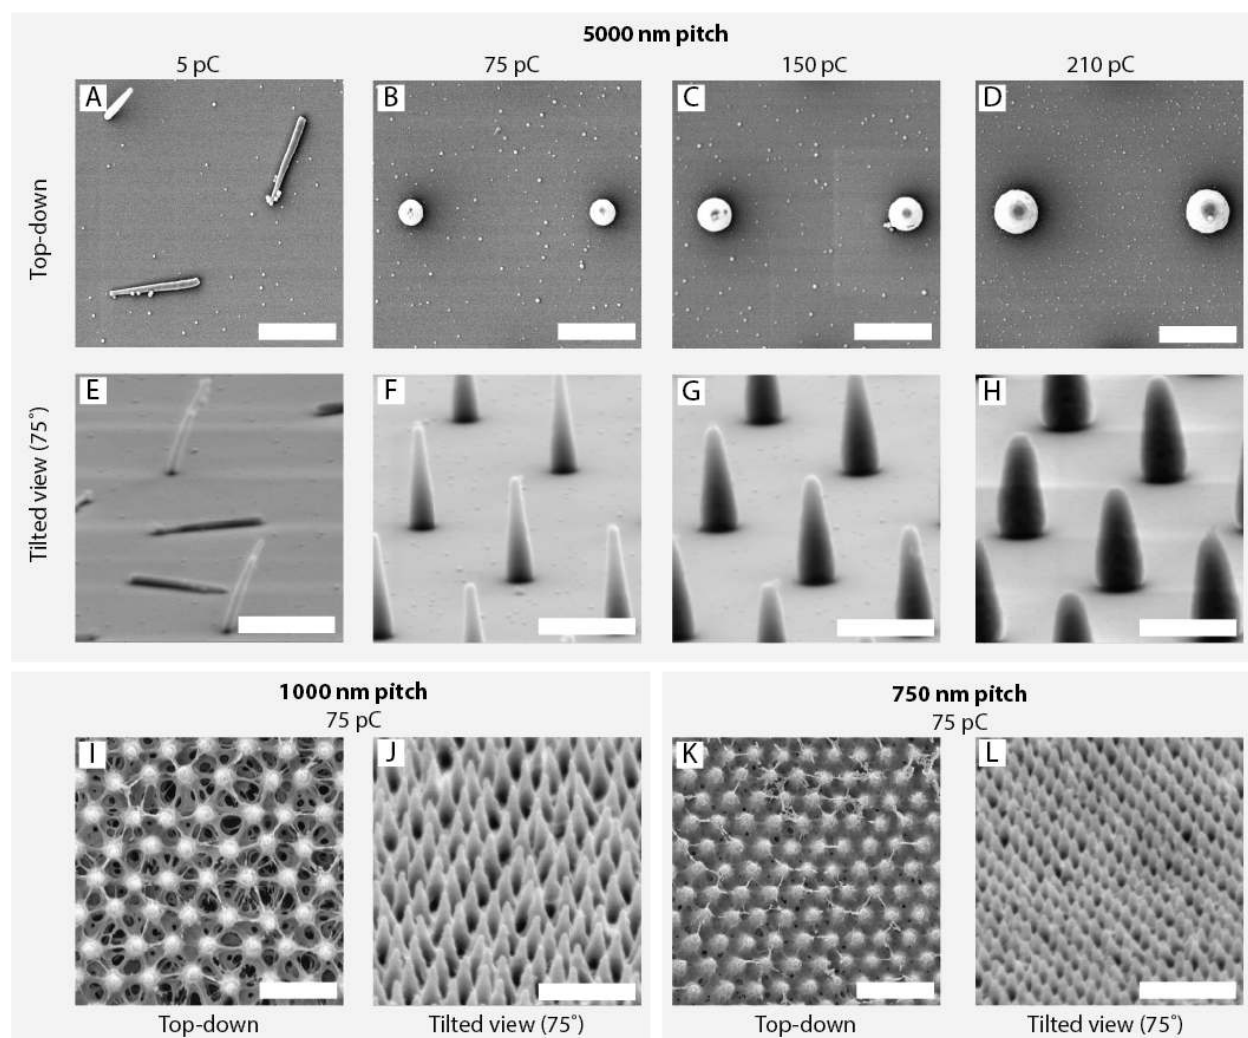 5000 nm pitch
5 pC 75 pC 150 pC 210 pC
Top-down
A B C D
Tilted view (75˚)
E F G H
1000 nm pitch
75 pC
I J
Top-down Tilted view (75˚)
750 nm pitch
75 pC
K L
Top-down Tilted view (75˚)